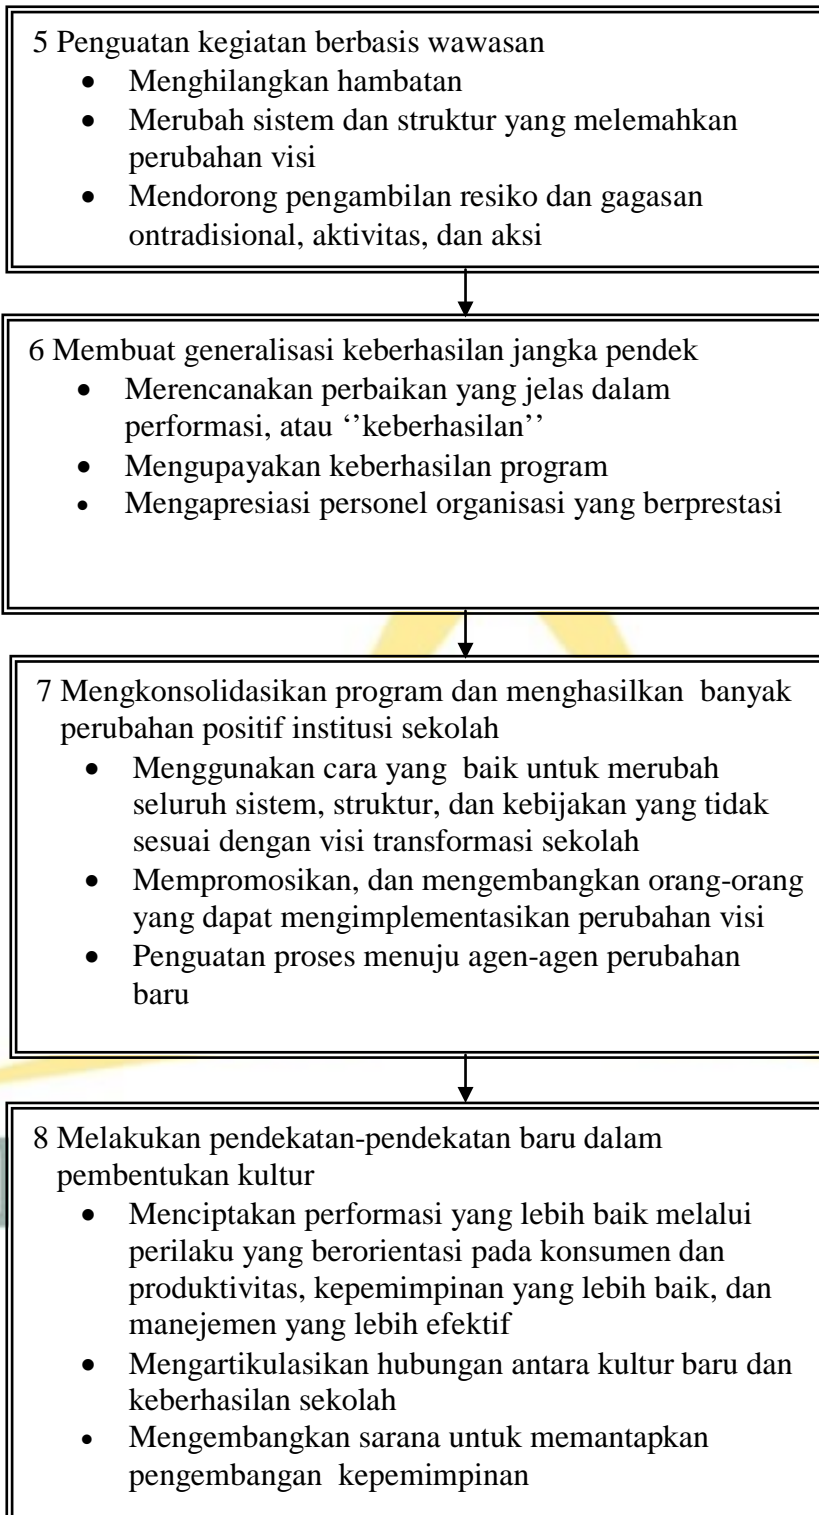 5 Penguatan kegiatan berbasis wawasan
• Menghilangkan hambatan
• Merubah sistem dan struktur yang melemahkan
perubahan visi
• Mendorong pengambilan resiko dan gagasan
ontradisional, aktivitas, dan aksi
6 Membuat generalisasi keberhasilan jangka pendek
• Merencanakan perbaikan yang jelas dalam
performasi, atau ‘’keberhasilan’’
• Mengupayakan keberhasilan program
• Mengapresiasi personel organisasi yang berprestasi
7 Mengkonsolidasikan program dan menghasilkan banyak
perubahan positif institusi sekolah
• Menggunakan cara yang baik untuk merubah
seluruh sistem, struktur, dan kebijakan yang tidak
sesuai dengan visi transformasi sekolah
• Mempromosikan, dan mengembangkan orang-orang
yang dapat mengimplementasikan perubahan visi
• Penguatan proses menuju agen-agen perubahan
baru
8 Melakukan pendekatan-pendekatan baru dalam
pembentukan kultur
• Menciptakan performasi yang lebih baik melalui
perilaku yang berorientasi pada konsumen dan
produktivitas, kepemimpinan yang lebih baik, dan
manejemen yang lebih efektif
• Mengartikulasikan hubungan antara kultur baru dan
keberhasilan sekolah
• Mengembangkan sarana untuk memantapkan
pengembangan kepemimpinan